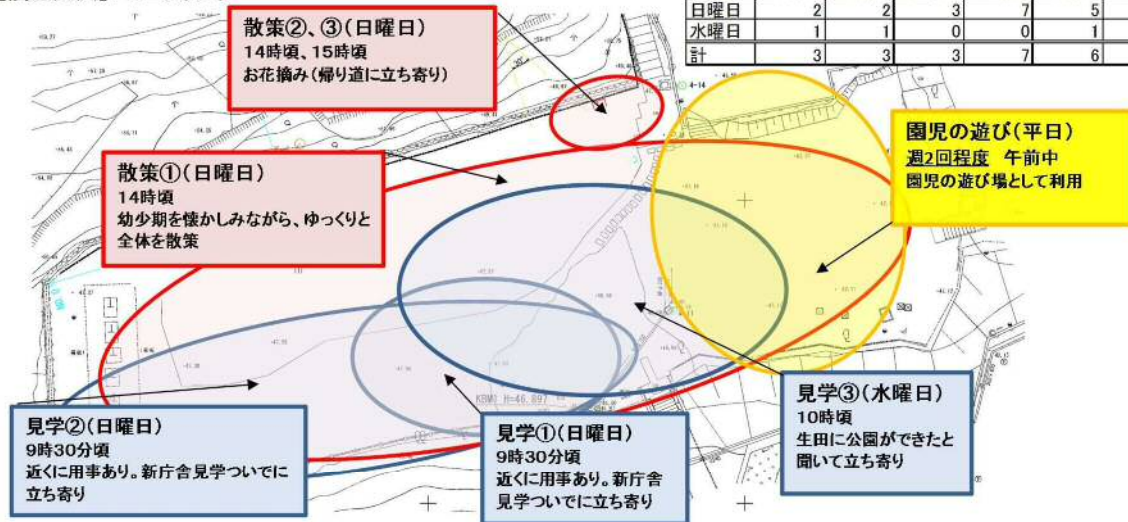 日曜日 2 2 3 7 5
水曜日 1 1 0 0 1
計 3 3 3 7 6
散策②、③(日曜日)
14時頃、15時頃
お花摘み(帰り道に立ち寄り)
4-14
園児の遊び(平日)
週2回程度 午前中
園児の遊び場として利用
散策①(日曜日)
14時頃
幼少期を懐かしみながら、ゆっくりと
全体を散策
KBM1 H=46.897
見学②(日曜日)
9時30分頃
近くに用事あり。新庁舎見学ついでに
立ち寄り
見学①(日曜日)
9時30分頃
近くに用事あり。新庁舎
見学ついでに立ち寄り
見学③(水曜日)
10時頃
生田に公園ができたと
聞いて立ち寄り